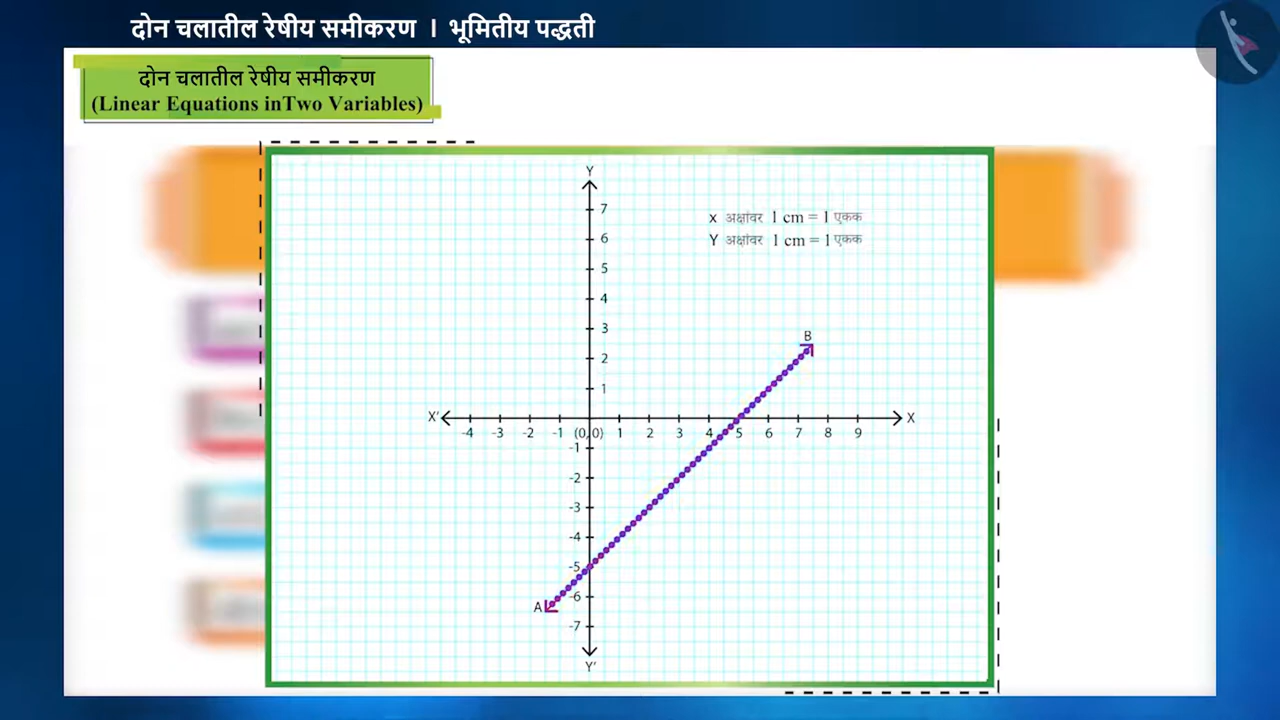 दोन चलातील रेषीय समीकरण । भूमितीय पद्धती
दोन चलातील रेषीय समीकरण
(Linear Equations inTwo Variables)
Y
7
x अक्षांवर 1 cm = 1 एकक
6
Y अक्षांवर 1 cm = 1 एकक
5
4
3
B
2
1
X' X
-4 -3 -2 -1 (0,0) 1 2 3 4 5 6 7 8 9
-1
-2
-3
-4
-5
-6
A
-7
Y'